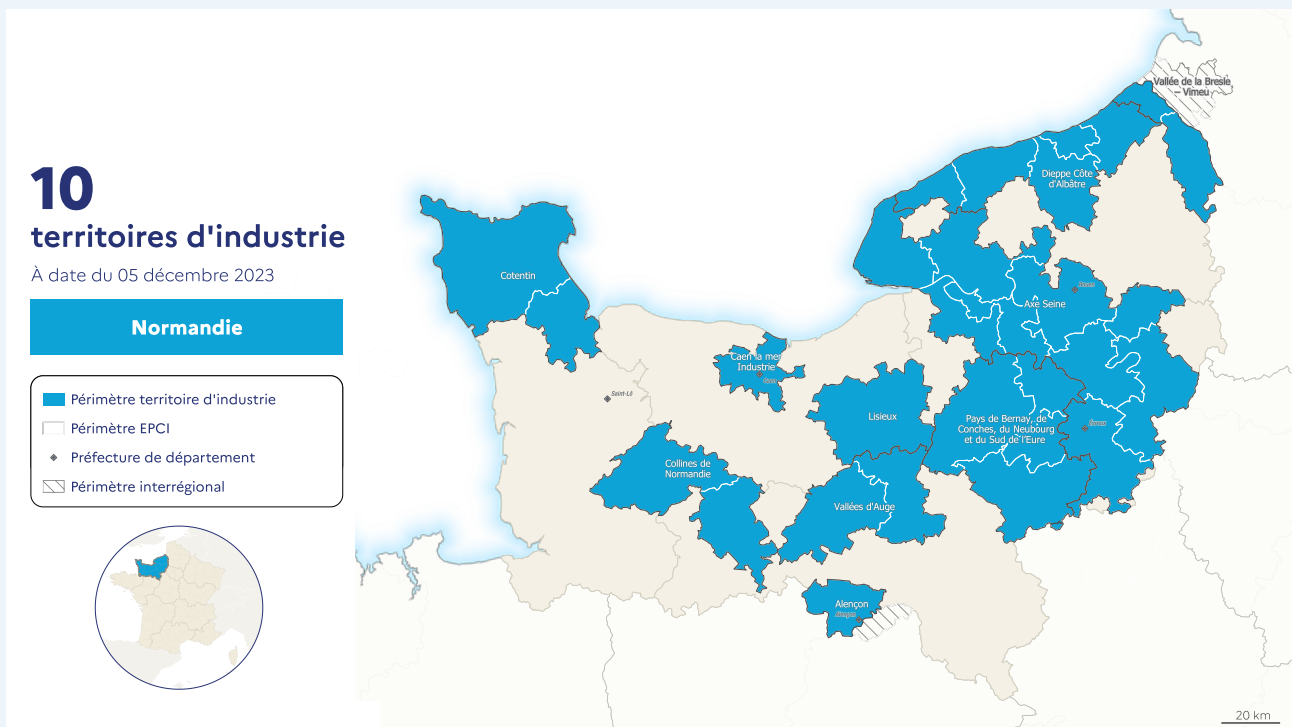 10
territoires d'industrie
À date du 05 décembre 2023
Normandie
Périmètre territoire d'industrie
Périmètre EPCI
Préfecture de département
Périmètre interrégional
Vallée de la Bresle
– Vimeu
Dieppe Côte
d'Albâtre
Cotentin
Rouen
Axe Seine
Caen la mer
Industrie
Caen
Saint-Lô
Lisieux
Pays de Bernay, de
Conches, du Neubourg
et du Sud de l'Eure
Évreux
Collines de
Normandie
Vallées d'Auge
Alençon
Alençon
20 km